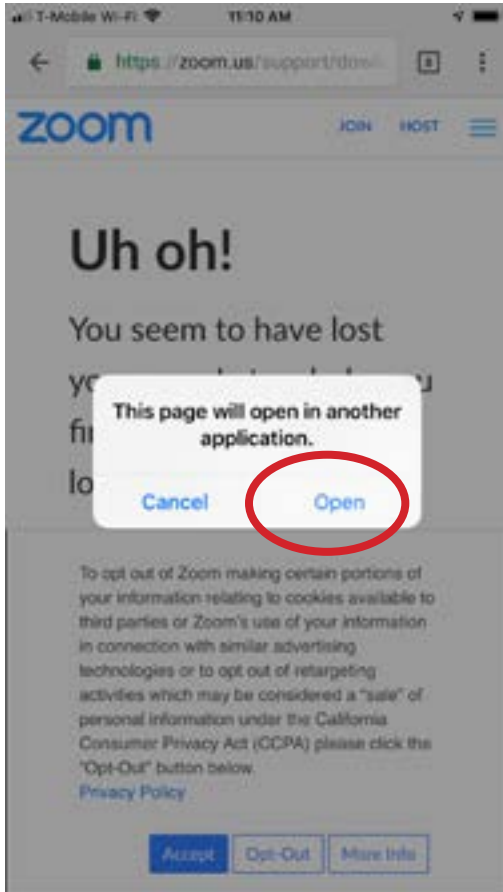 T-Mobile Wi-Fi 11:10 AM
https://zoom.us/support/down
zoom JOIN HOST
Uh oh!
You seem to have lost
This page will open in another
application.
Cancel Open
To opt out of Zoom making certain portions of
your information relating to cookies available to
third parties or Zoom's use of your information
in connection with similar advertising
technologies or to opt out of retargeting
activities which may be considered a "sale" of
personal information under the California
Consumer Privacy Act (CCPA) please click the
"Opt-Out" button below.
Privacy Policy
Accept Opt-Out More Info